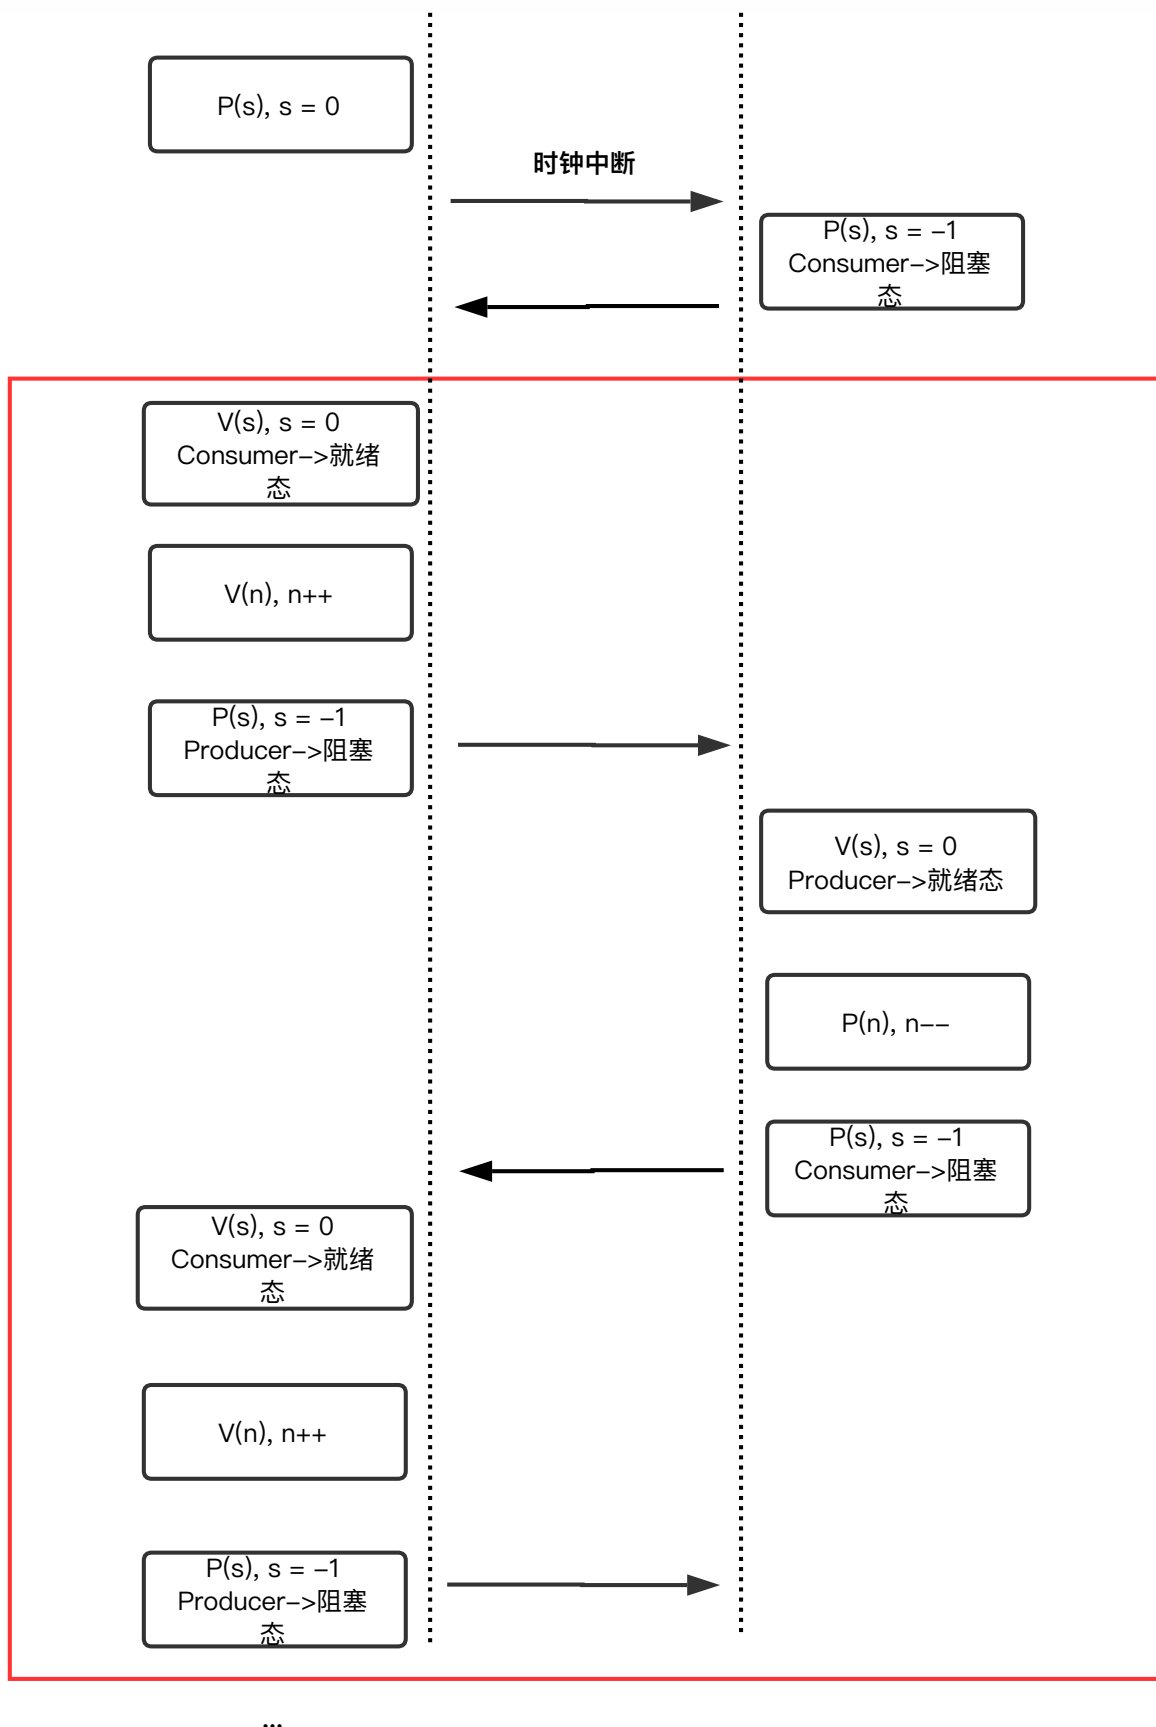 P(s), s = 0
时钟中断
P(s), s = -1
Consumer->阻塞
态
V(s), s = 0
Consumer->就绪
态
V(n), n++
P(s), s = -1
Producer->阻塞
态
V(s), s = 0
Producer->就绪态
P(n), n--
P(s), s = -1
Consumer->阻塞
态
V(s), s = 0
Consumer->就绪
态
V(n), n++
P(s), s = -1
Producer->阻塞
态
...